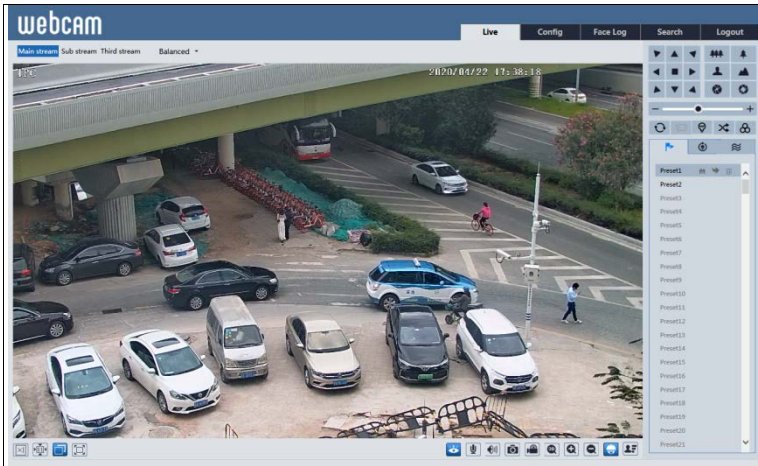 webcam
Live Config Face Log Search Logout
Main stream Sub stream Third stream Balanced
IPC 2020/04/22 17:38:18
Preset1
Preset2
Preset3
Preset4
Preset5
Preset6
Preset7
Preset8
Preset9
Preset10
Preset11
Preset12
Preset13
Preset14
Preset15
Preset16
Preset17
Preset18
Preset19
Preset20
Preset21